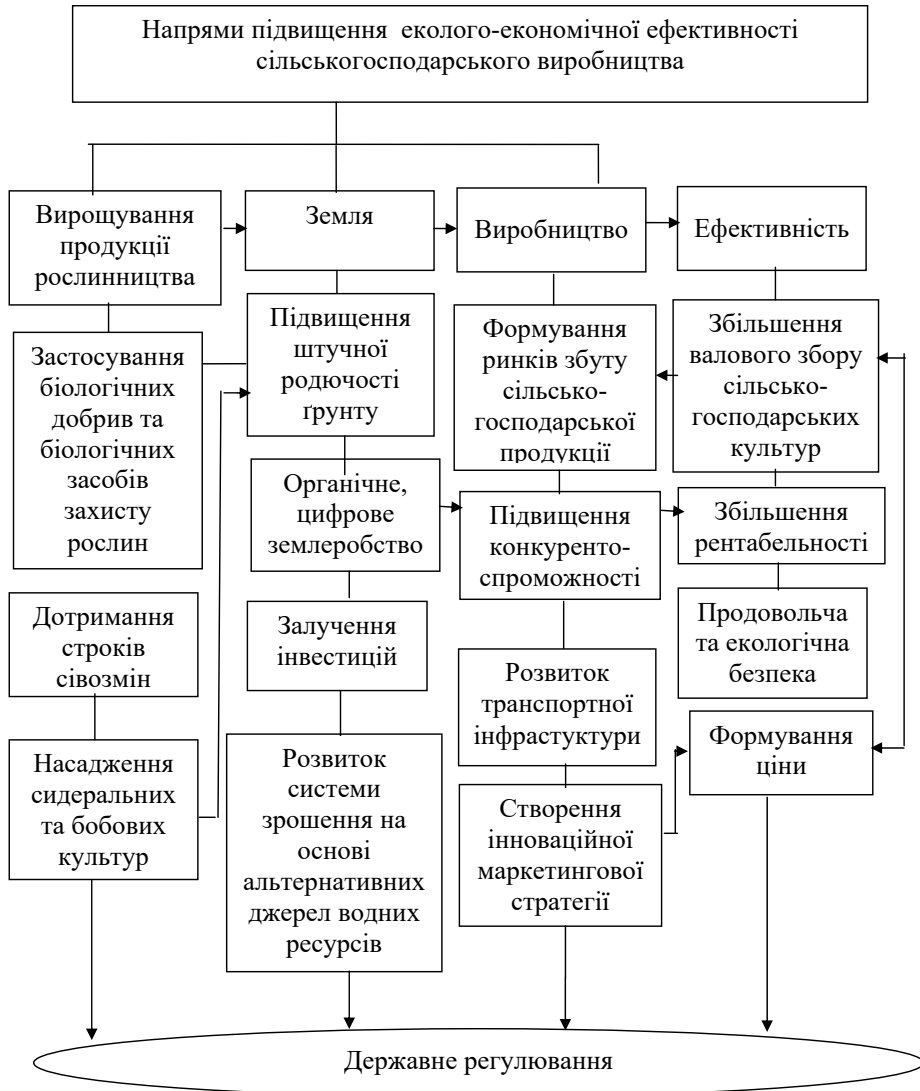 Напрями підвищення еколого-економічної ефективності
сільськогосподарського виробництва
Вирощування
продукції
рослинництва
Земля
Виробництво
Ефективність
Застосування
біологічних
добрив та
біологічних
засобів
захисту
рослин
Підвищення
штучної
родючості
ґрунту
Формування
ринків збуту
сільсько-
господарської
продукції
Збільшення
валового збору
сільсько-
господарських
культур
Органічне,
цифрове
землеробство
Підвищення
конкуренто-
спроможності
Збільшення
рентабельності
Дотримання
строків
сівозмін
Залучення
інвестицій
Розвиток
транспортної
інфрастуктури
Продовольча
та екологічна
безпека
Насадження
сидеральних
та бобових
культур
Розвиток
системи
зрошення на
основі
альтернативних
джерел водних
ресурсів
Створення
інноваційної
маркетингової
стратегії
Формування
ціни
Державне регулювання